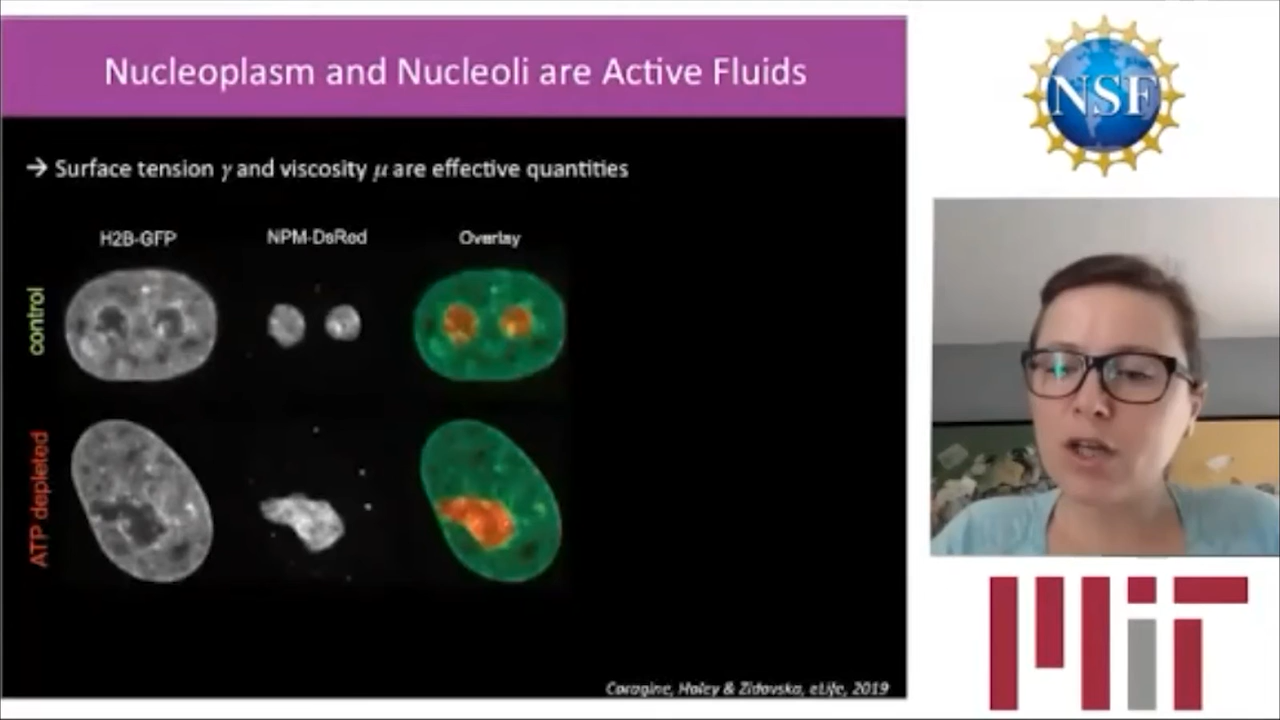 Nucleoplasm and Nucleoli are Active Fluids
→ Surface tension γ and viscosity μ are effective quantities
H2B-GFP NPM-DsRed Overlay
control
ATP depleted
Caragine, Haley & Zidovska, eLife, 2019
NSF
MIT